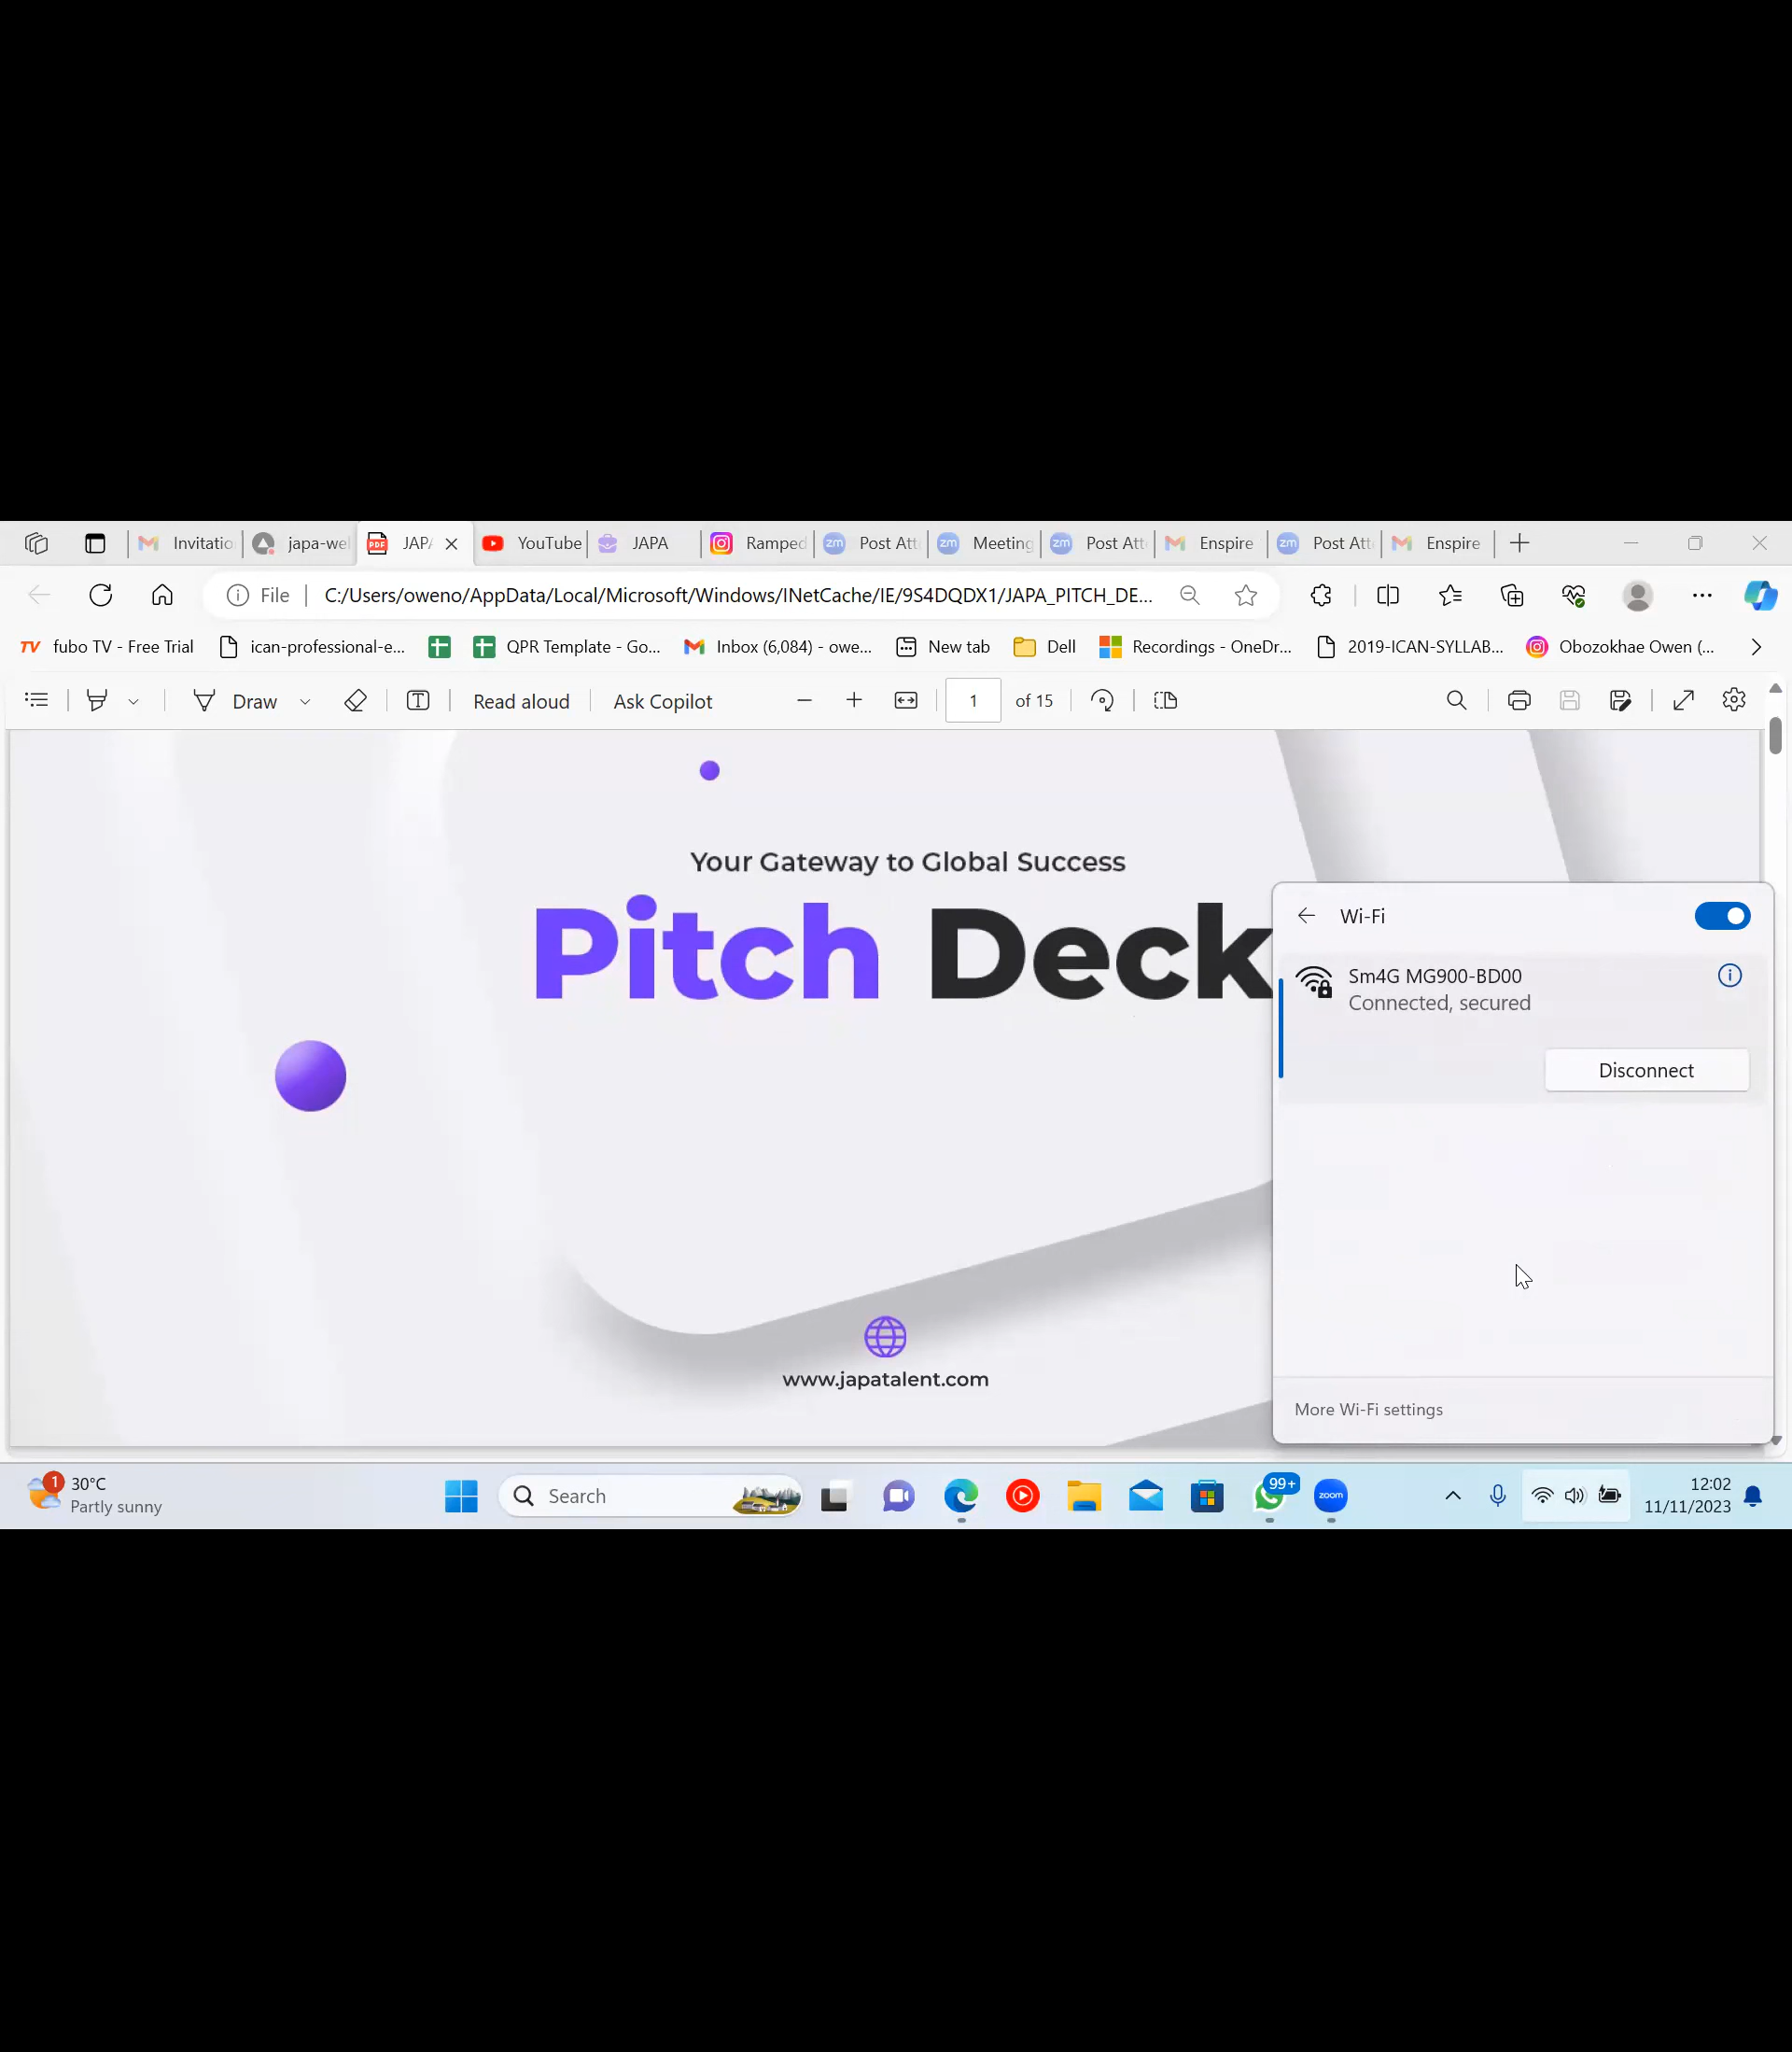 Invitatio
japa-wel
JAPA
YouTube
JAPA
Ramped
Post Att
Meeting
Post Att
Enspire
Post Att
Enspire
File
C:/Users/oweno/AppData/Local/Microsoft/Windows/INetCache/IE/9S4DQDX1/JAPA_PITCH_DE...
TV fubo TV - Free Trial
ican-professional-e...
QPR Template - Go...
Inbox (6,084) - owe...
New tab
Dell
Recordings - OneDr...
2019-ICAN-SYLLAB...
Obozokhae Owen (...
Draw
Read aloud
Ask Copilot
1 of 15
Your Gateway to Global Success
Pitch Deck
www.japatalent.com
Wi-Fi
Sm4G MG900-BD00
Connected, secured
Disconnect
More Wi-Fi settings
1
30°C
Partly sunny
Search
99+
zoom
12:02
11/11/2023